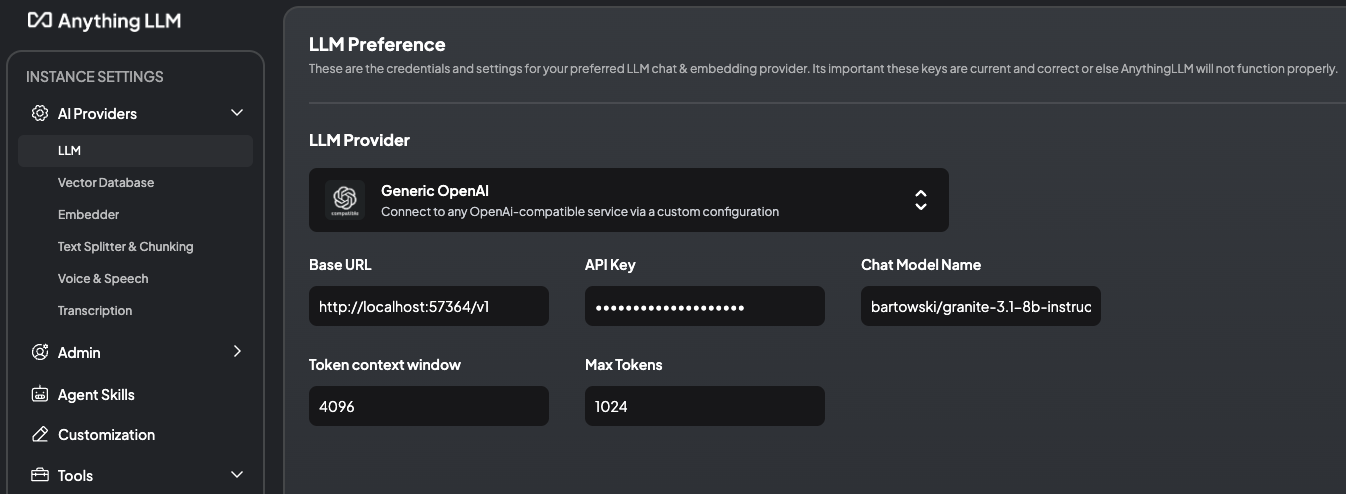 Anything LLM
INSTANCE SETTINGS
AI Providers
LLM
Vector Database
Embedder
Text Splitter & Chunking
Voice & Speech
Transcription
Admin
Agent Skills
Customization
Tools
LLM Preference
These are the credentials and settings for your preferred LLM chat & embedding provider. Its important these keys are current and correct or else AnythingLLM will not function properly.
LLM Provider
compatible
Generic OpenAI
Connect to any OpenAi-compatible service via a custom configuration
Base URL API Key Chat Model Name
http://localhost:57364/v1 •••••••••••••••••••• bartowski/granite-3.1-8b-instruc
Token context window Max Tokens
4096 1024